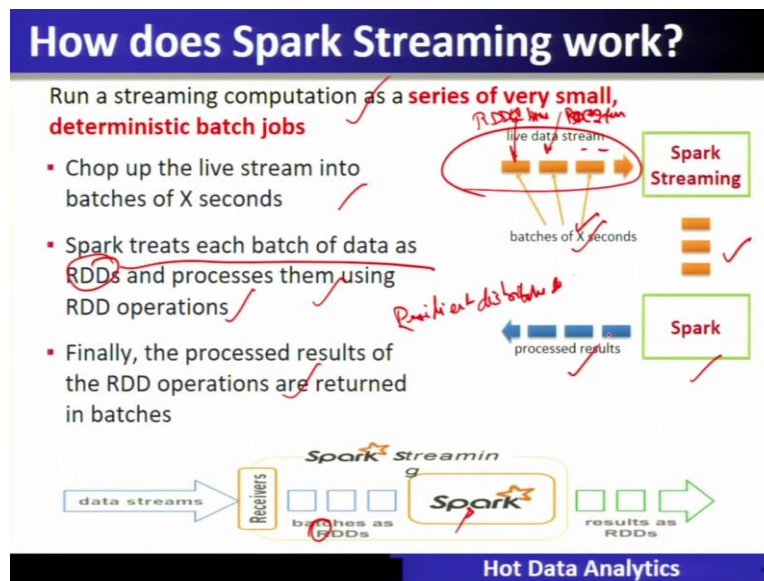 How does Spark Streaming work?
Run a streaming computation as a series of very small,
deterministic batch jobs
▪ Chop up the live stream into
batches of X seconds
▪ Spark treats each batch of data as
RDDs and processes them using
RDD operations
▪ Finally, the processed results of
the RDD operations are returned
in batches
live data stream
Spark
Streaming
batches of X seconds
Resilient
Spark
processed results
Spark Streamin
g
data streams
Receivers
batches as
RDDs
Spark
results as
RDDs
Hot Data Analytics